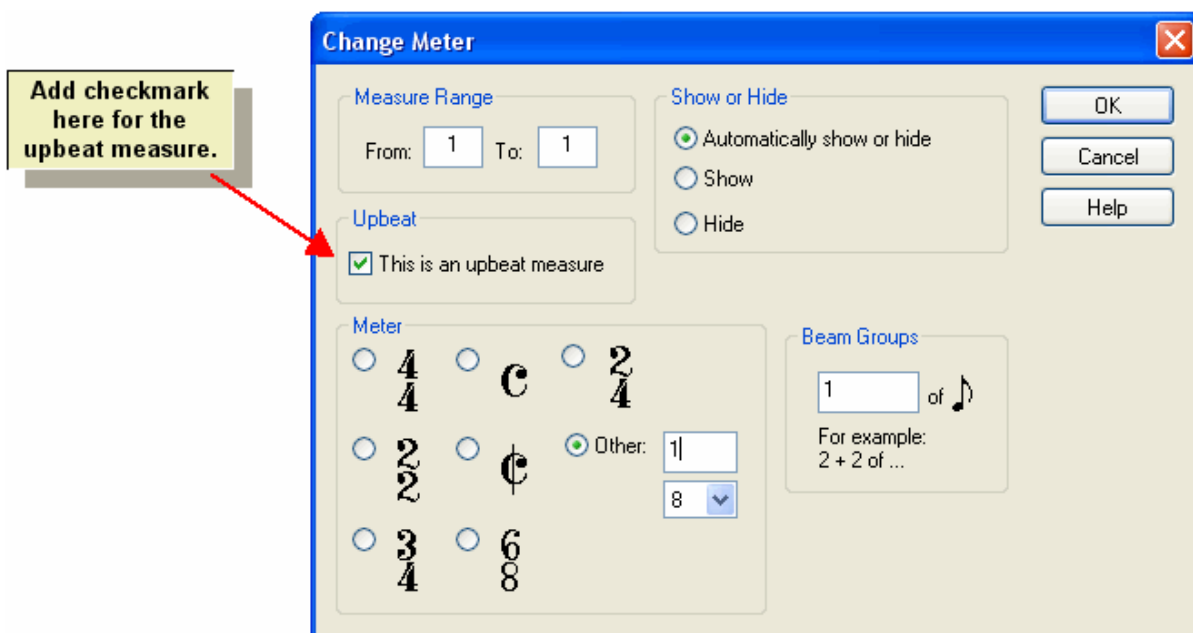 Change Meter
Add checkmark
here for the
upbeat measure.
Measure Range
From: 1 To: 1
Show or Hide
Automatically show or hide
Show
Hide
OK
Cancel
Help
Upbeat
This is an upbeat measure
Meter
4
4
C
2
4
2
2
¢
Other: 1
8
3
4
6
8
Beam Groups
1 of ♪
For example:
2 + 2 of ...